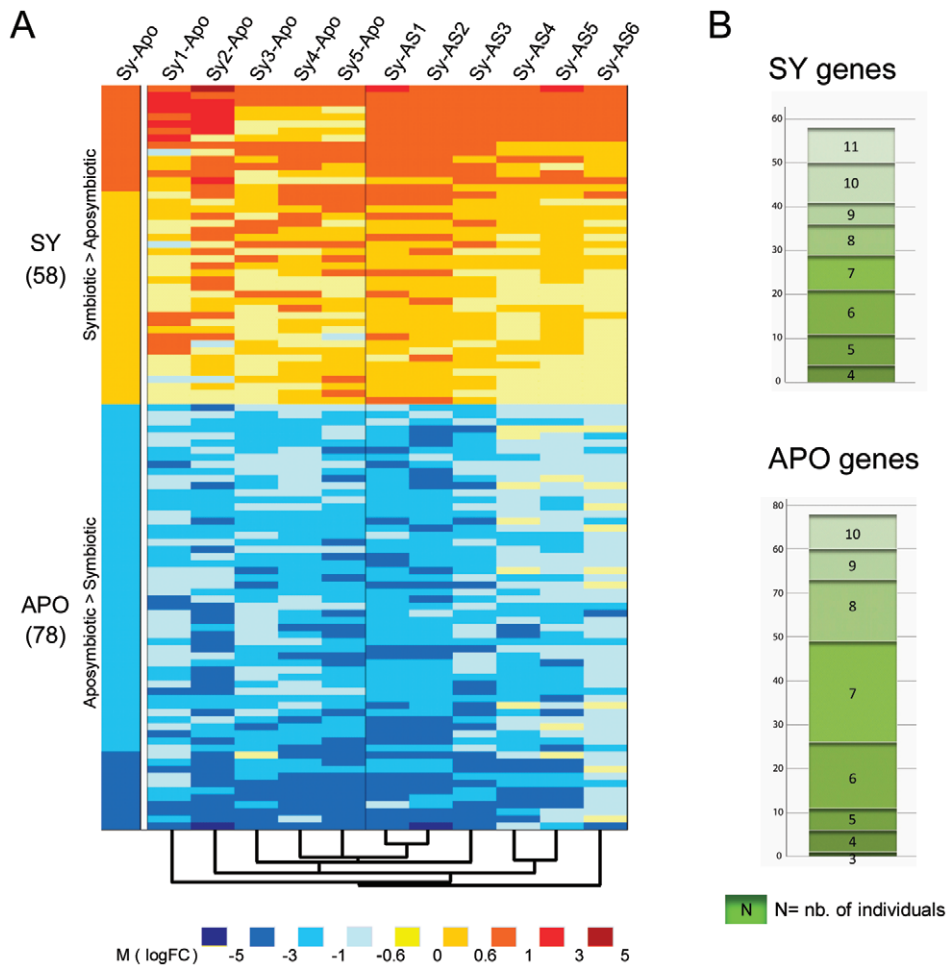 A
Sy-Apo
Sy1-Apo
Sy2-Apo
Sy3-Apo
Sy4-Apo
Sy5-Apo
Sy-AS1
Sy-AS2
Sy-AS3
Sy-AS4
Sy-AS5
Sy-AS6
SY
(58)
Symbiotic > Aposymbiotic
APO
(78)
Aposymbiotic > Symbiotic
M ( logFC)
-5
-3
-1
-0.6
0
0.6
1
3
5
B
SY genes
60
50
40
30
20
10
0
11
10
9
8
7
6
5
4
APO genes
80
60
60
50
40
30
20
10
0
10
9
8
7
6
5
4
3
N
N= nb. of individuals